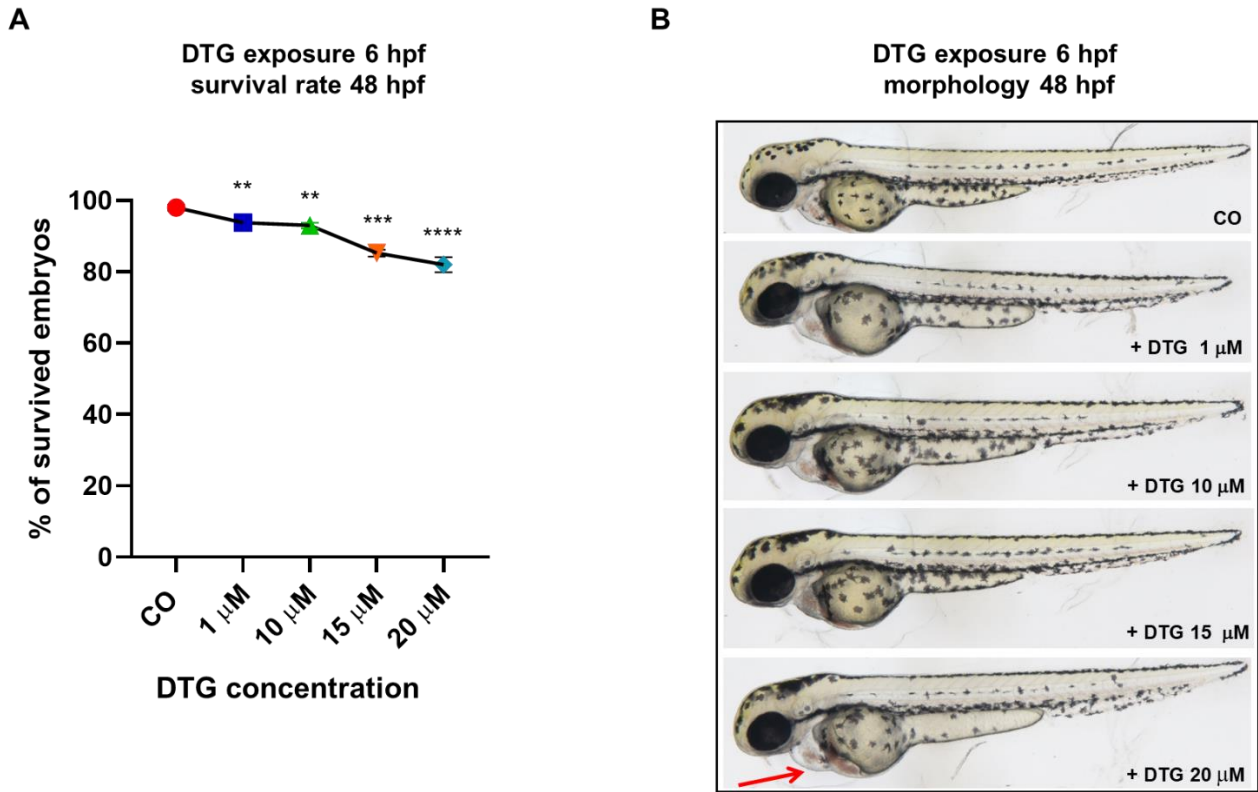 A
DTG exposure 6 hpf
survival rate 48 hpf
% of survived embryos
100
80
60
40
20
0
**
**
***
****
CO
1 μM
10 μM
15 μM
20 μM
DTG concentration
B
DTG exposure 6 hpf
morphology 48 hpf
CO
+ DTG 1 μM
+ DTG 10 μM
+ DTG 15 μM
+ DTG 20 μM